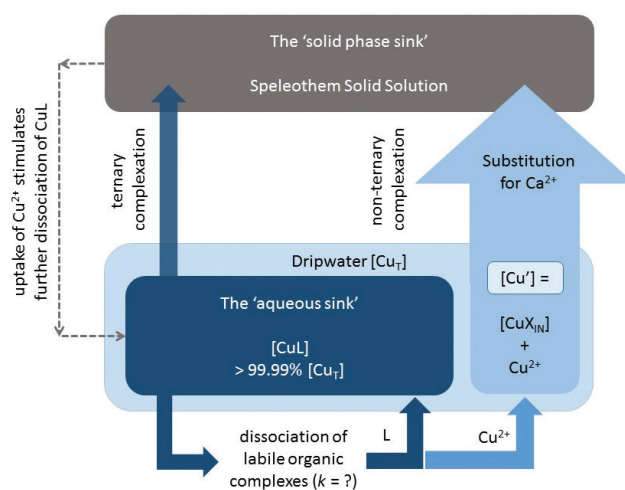 The ‘solid phase sink’
Speleothem Solid Solution
uptake of Cu²⁺ stimulates
further dissociation of CuL
ternary
complexation
non-ternary
complexation
Substitution
for Ca²⁺
Dripwater [Cu_T]
The ‘aqueous sink’
[CuL]
> 99.99% [Cu_T]
[Cu’] =
[CuX_IN]
+
Cu²⁺
dissociation of
labile organic
complexes (k = ?)
L
Cu²⁺